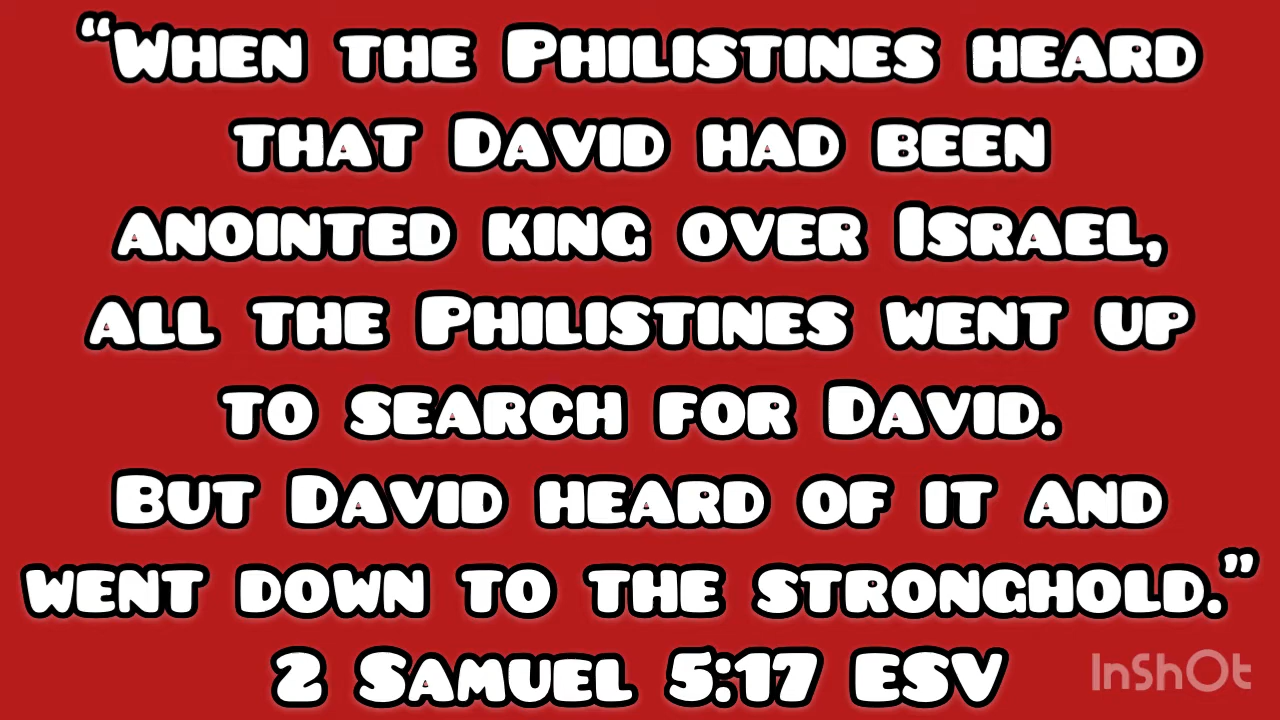 “When the Philistines heard
that David had been
anointed king over Israel,
all the Philistines went up
to search for David.
But David heard of it and
went down to the stronghold.”
2 Samuel 5:17 ESV
InShOt